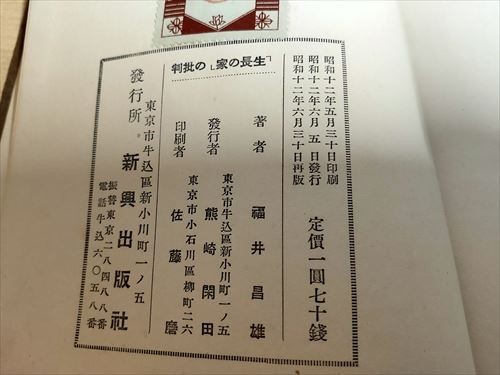 昭和十二年五月三十日印刷
昭和十二年六月五日發行
昭和十二年六月三十日再版
定價一圓七十錢
「生長の家」の批判
著者 福井昌雄
東京市牛込區新小川町一ノ五
發行者 熊崎閑田
東京市小石川區柳町二六
印刷者 佐藤磨
東京市牛込區新小川町一ノ五
發行所 新興出版社
振替東京二八四八八番
電話牛込六〇五八番